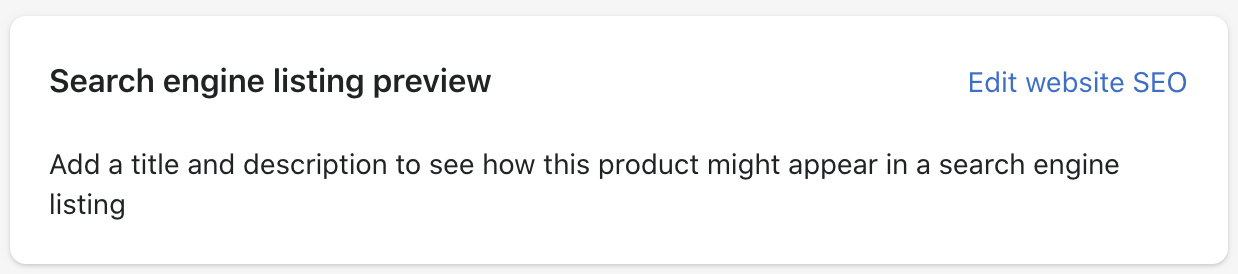 Search engine listing preview
Edit website SEO
Add a title and description to see how this product might appear in a search engine
listing